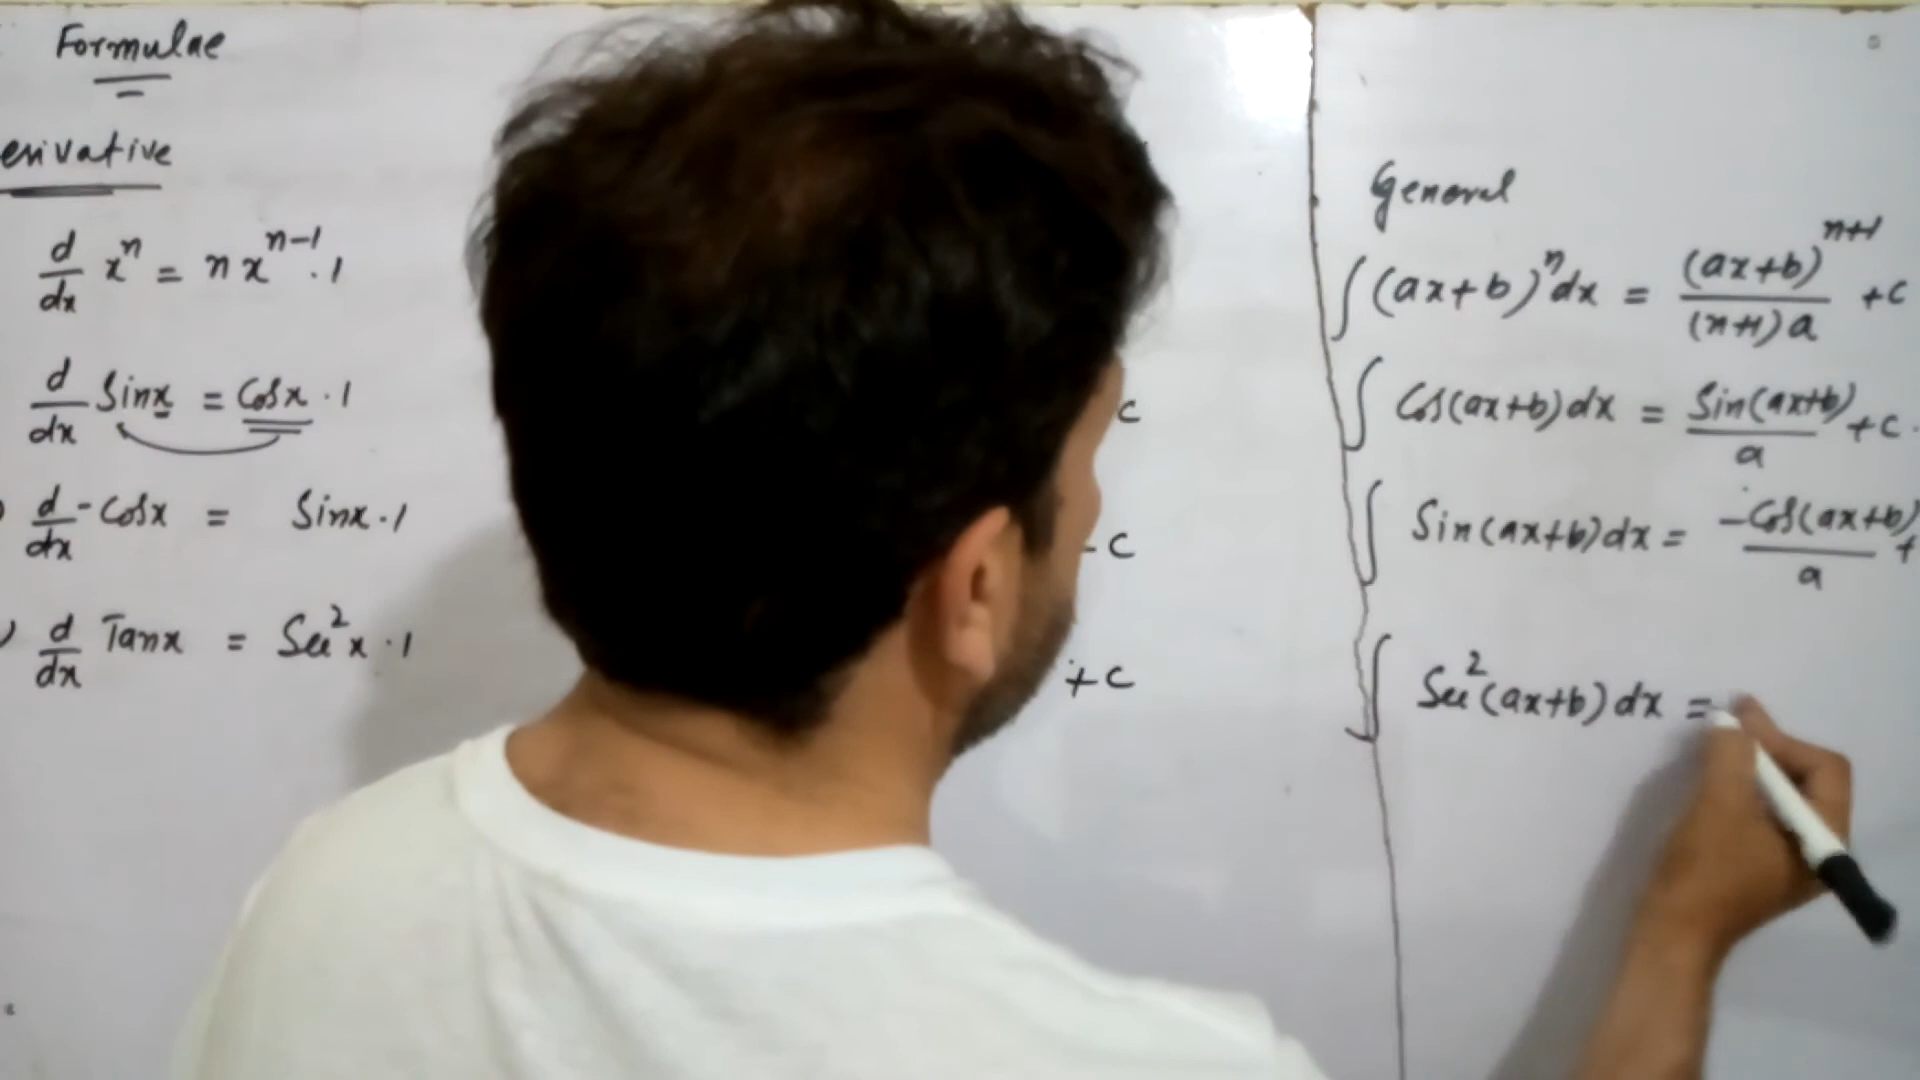 Formulae
erivative
d/dx x^n = n x^{n-1} . 1
d/dx Sinx = Cosx . 1
d/dx -Cosx = Sinx . 1
) d/dx Tanx = Sec^2 x . 1
c
- c
+ c
General
∫ (ax+b)^n dx = (ax+b)^{n+1} / (n+1)a + c
∫ Cos(ax+b) dx = Sin(ax+b) / a + c .
∫ Sin(ax+b) dx = -Cos(ax+b) / a +
∫ Sec^2 (ax+b) dx =